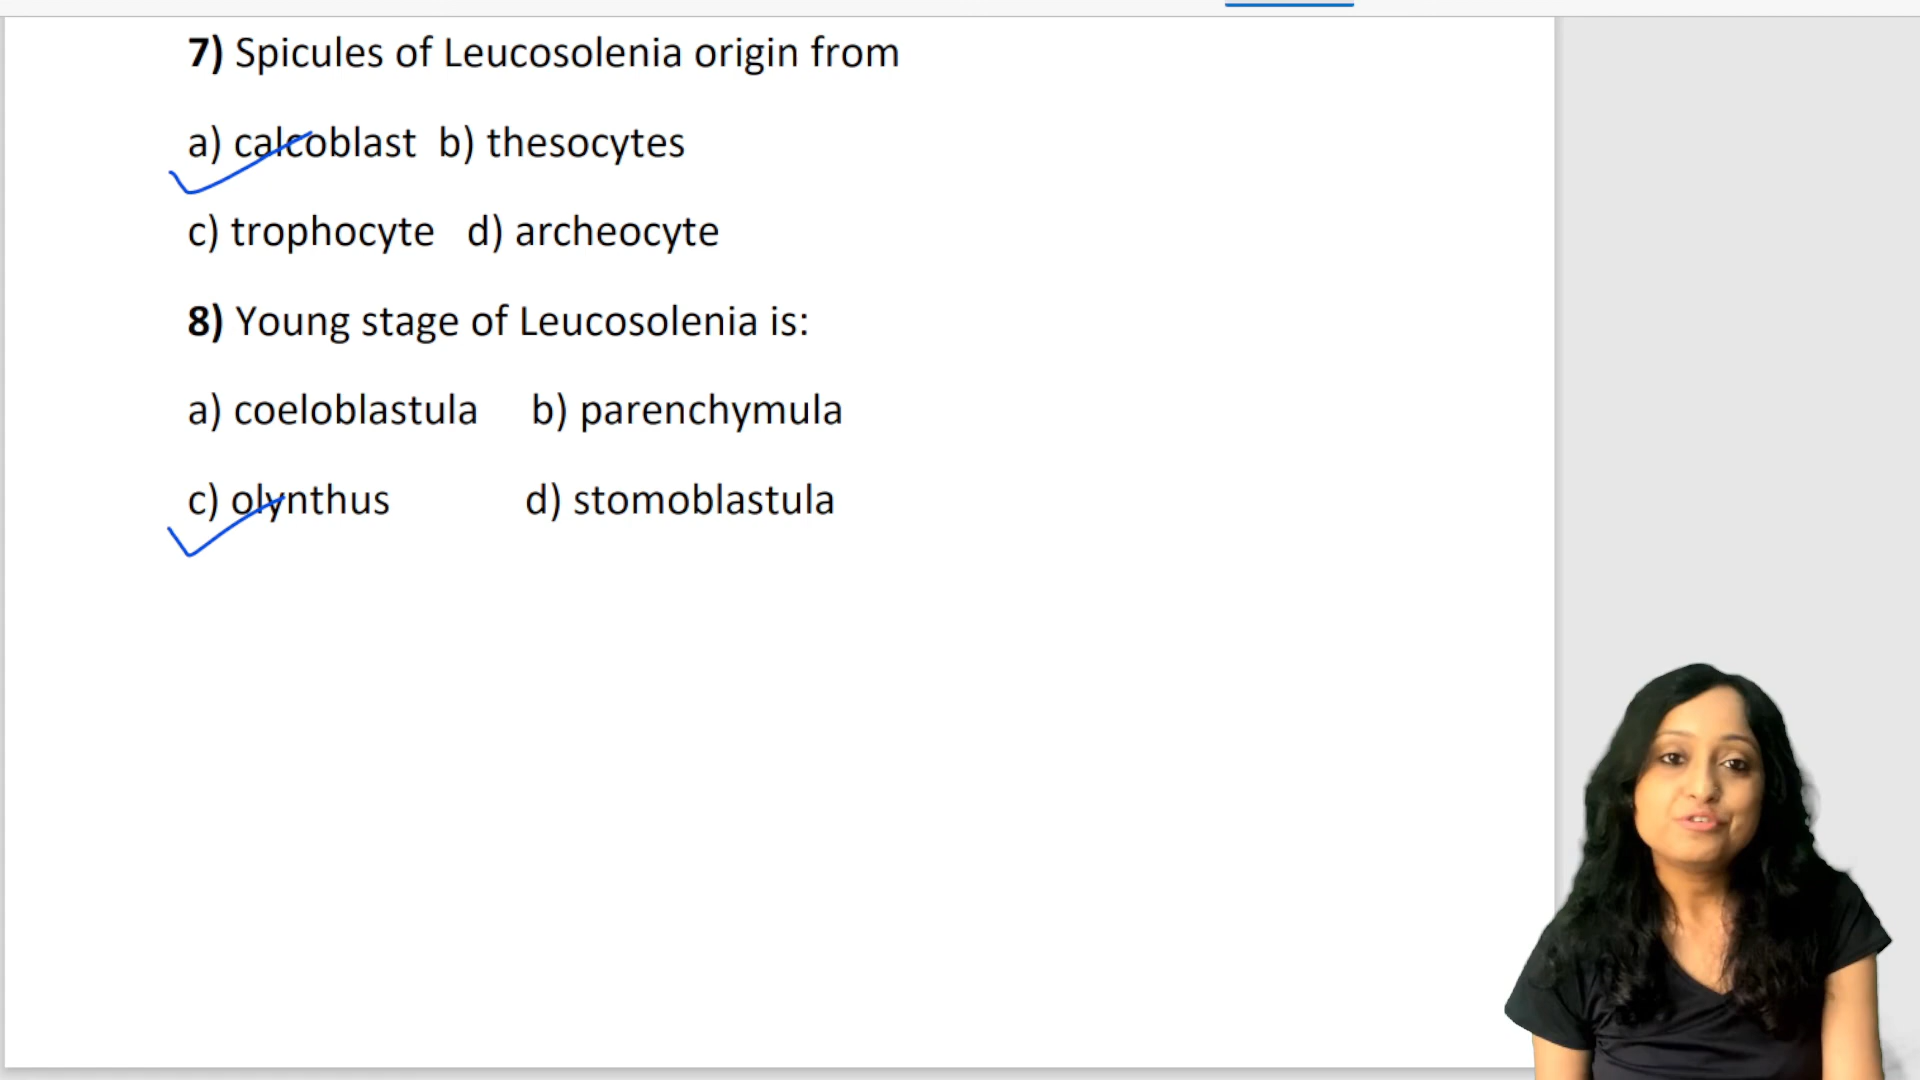 7) Spicules of Leucosolenia origin from
a) calcoblast b) thesocytes
c) trophocyte d) archeocyte
8) Young stage of Leucosolenia is:
a) coeloblastula b) parenchymula
c) olynthus d) stomoblastula